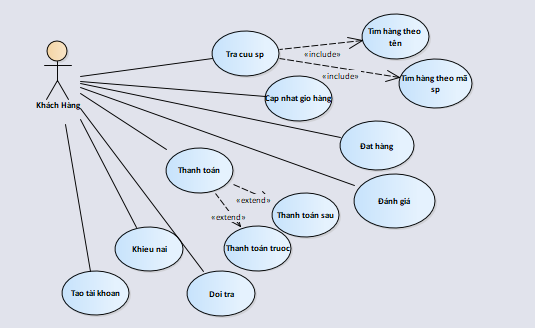 Tìm hàng theo
tên
Tra cuu sp
«include»
«include»
Tìm hàng theo mã
sp
Khách Hàng
Cap nhat gio hàng
Đat hàng
Thanh toán
Đánh giá
«extend»
«extend»
Thanh toán sau
Thanh toán truoc
Khieu nai
Tao tài khoan
Doi tra